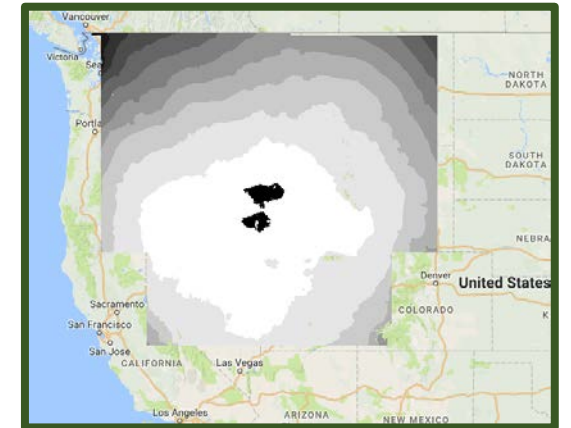 Vancouver
Victoria
Sea
NORTH
DAKOTA
Portla
SOUTH
DAKOTA
NEBRA
Denver
United States
Sacramento
COLORADO
San Francisco
K
San Jose
CALIFORNIA
Las Vegas
Los Angeles
ARIZONA
NEW MEXICO